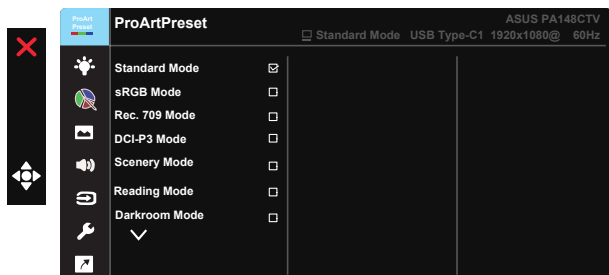 ProArt
Preset
ProArtPreset
ASUS PA148CTV
Standard Mode USB Type-C1 1920x1080@ 60Hz
Standard Mode
sRGB Mode
Rec. 709 Mode
DCI-P3 Mode
Scenery Mode
Reading Mode
Darkroom Mode